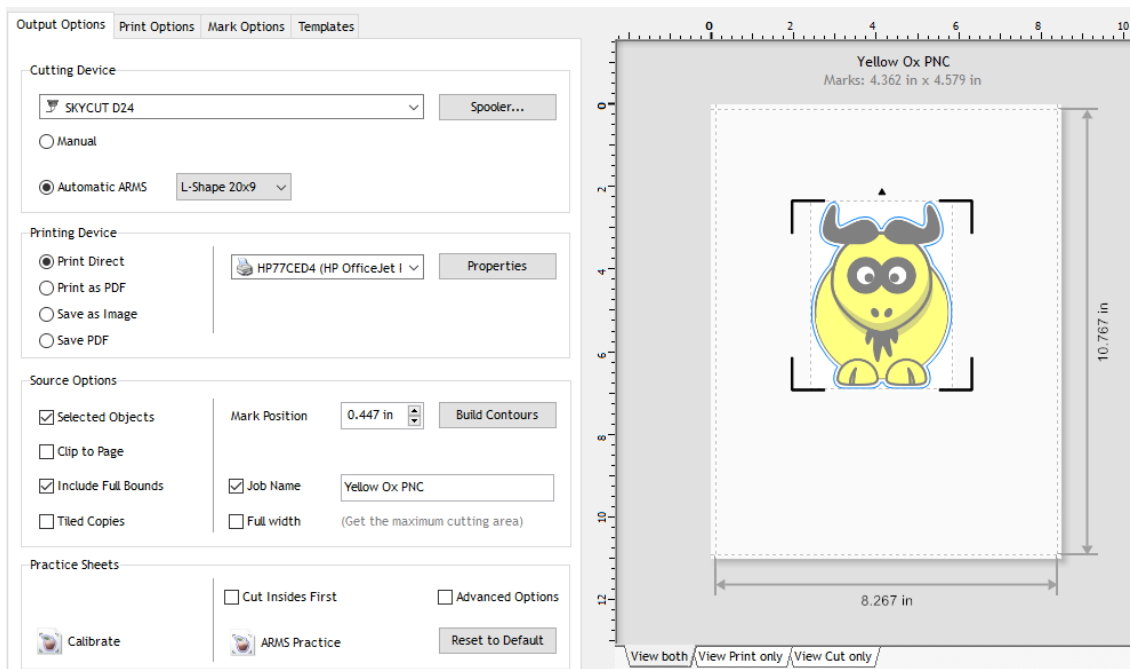 Output Options Print Options Mark Options Templates
Cutting Device
SKYCUT D24 Spooler...
Manual
Automatic ARMS L-Shape 20x9
Printing Device
Print Direct HP77CED4 (HP OfficeJet I Properties
Print as PDF
Save as Image
Save PDF
Source Options
Selected Objects Mark Position 0.447 in Build Contours
Clip to Page
Include Full Bounds Job Name Yellow Ox PNC
Tiled Copies Full width (Get the maximum cutting area)
Practice Sheets
Cut Insides First Advanced Options
Calibrate ARMS Practice Reset to Default
0 2 4 6 8 10
Yellow Ox PNC
Marks: 4.362 in x 4.579 in
0
2
4
6
8
10
12
10.767 in
8.267 in
View both View Print only View Cut only